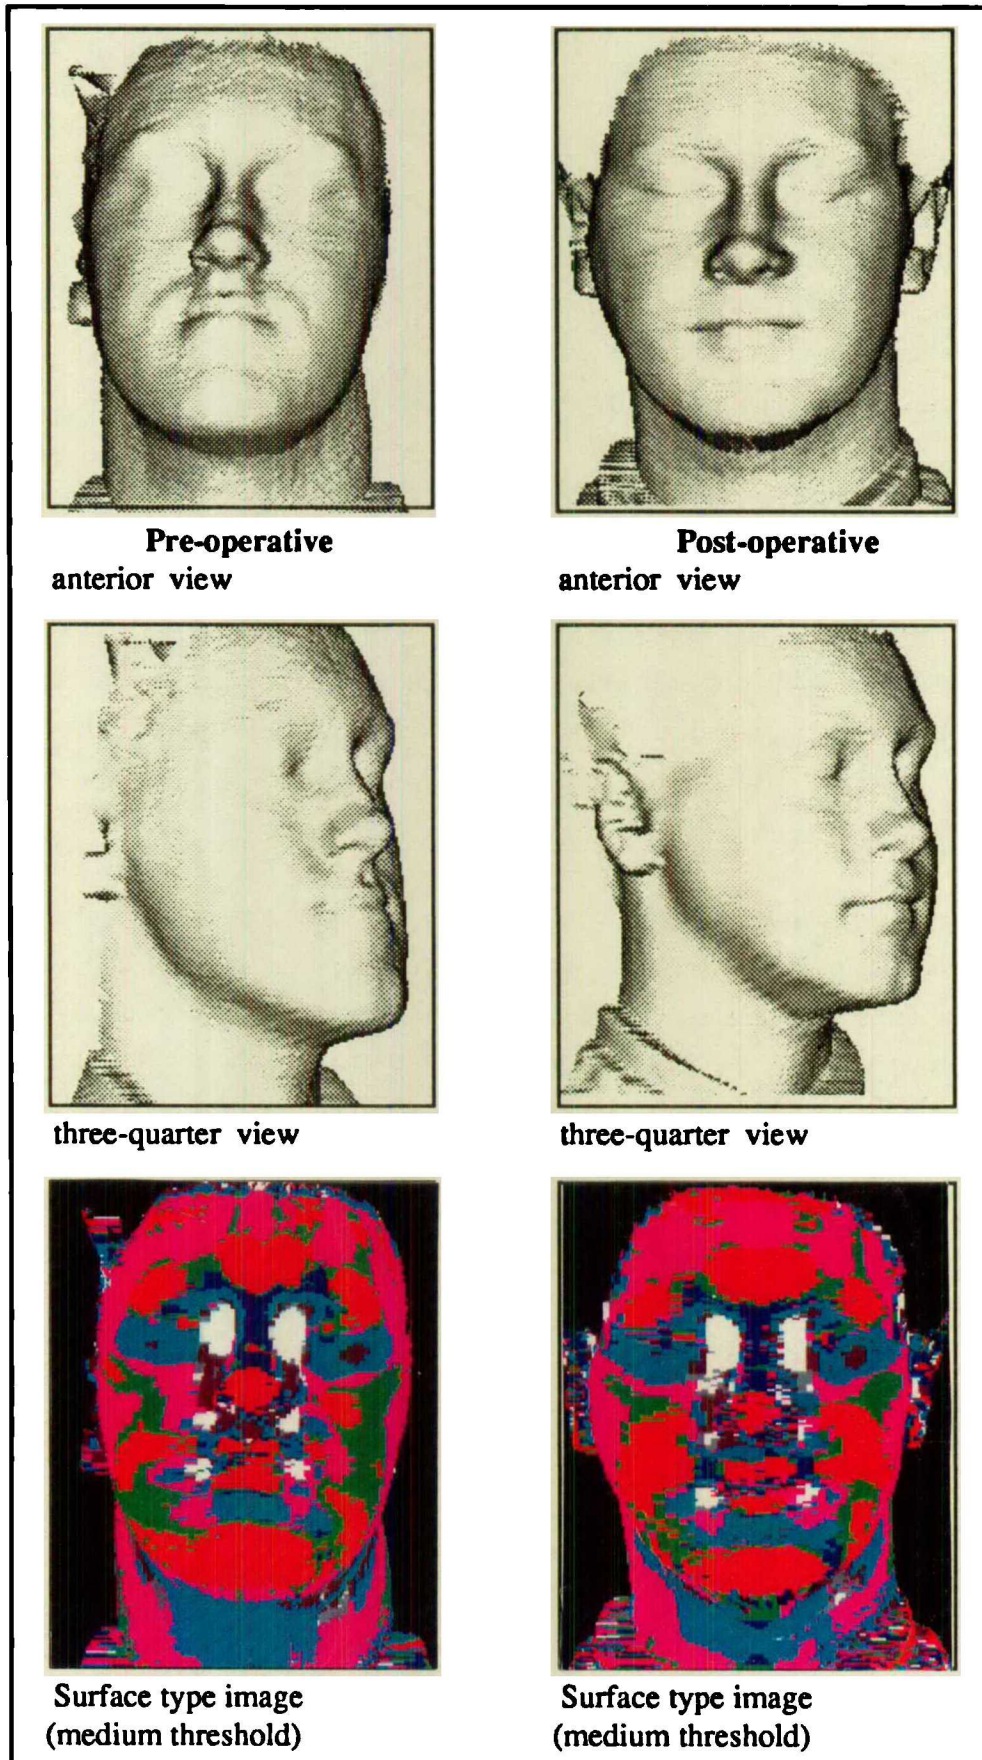 Pre-operative
anterior view
Post-operative
anterior view
three-quarter view
three-quarter view
Surface type image
(medium threshold)
Surface type image
(medium threshold)